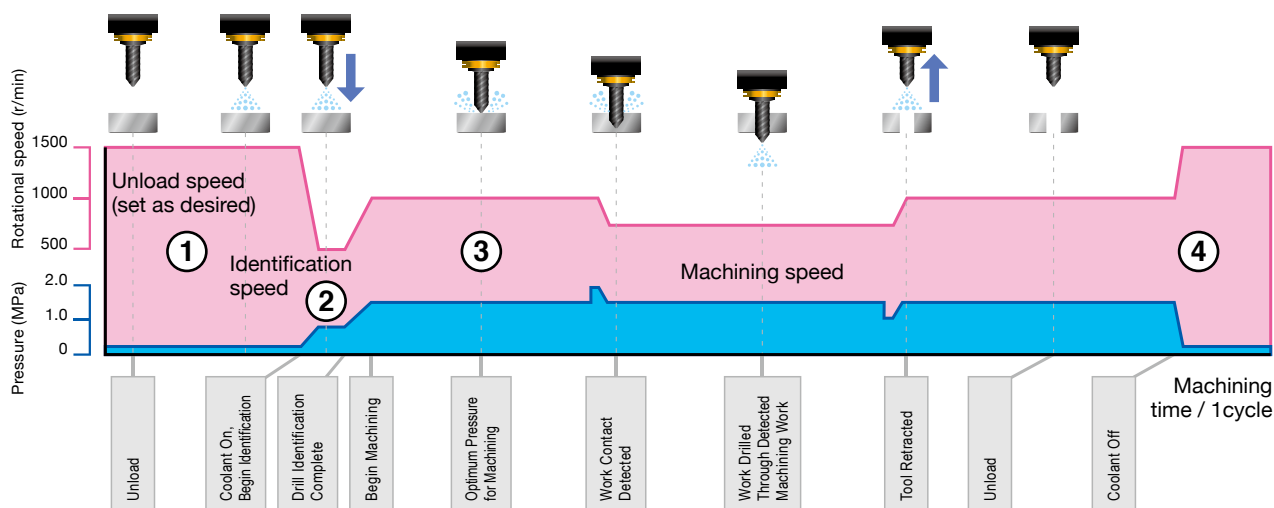 Rotational speed (r/min)
1500
1000
500
Pressure (MPa)
2.0
1.0
0
Unload speed
(set as desired)
1
Identification
speed
2
3
Machining speed
4
Unload
Coolant On,
Begin Identification
Drill Identification
Complete
Begin Machining
Optimum Pressure
for Machining
Work Contact
Detected
Work Drilled
Through Detected
Machining Work
Tool Retracted
Unload
Coolant Off
Machining
time / 1cycle